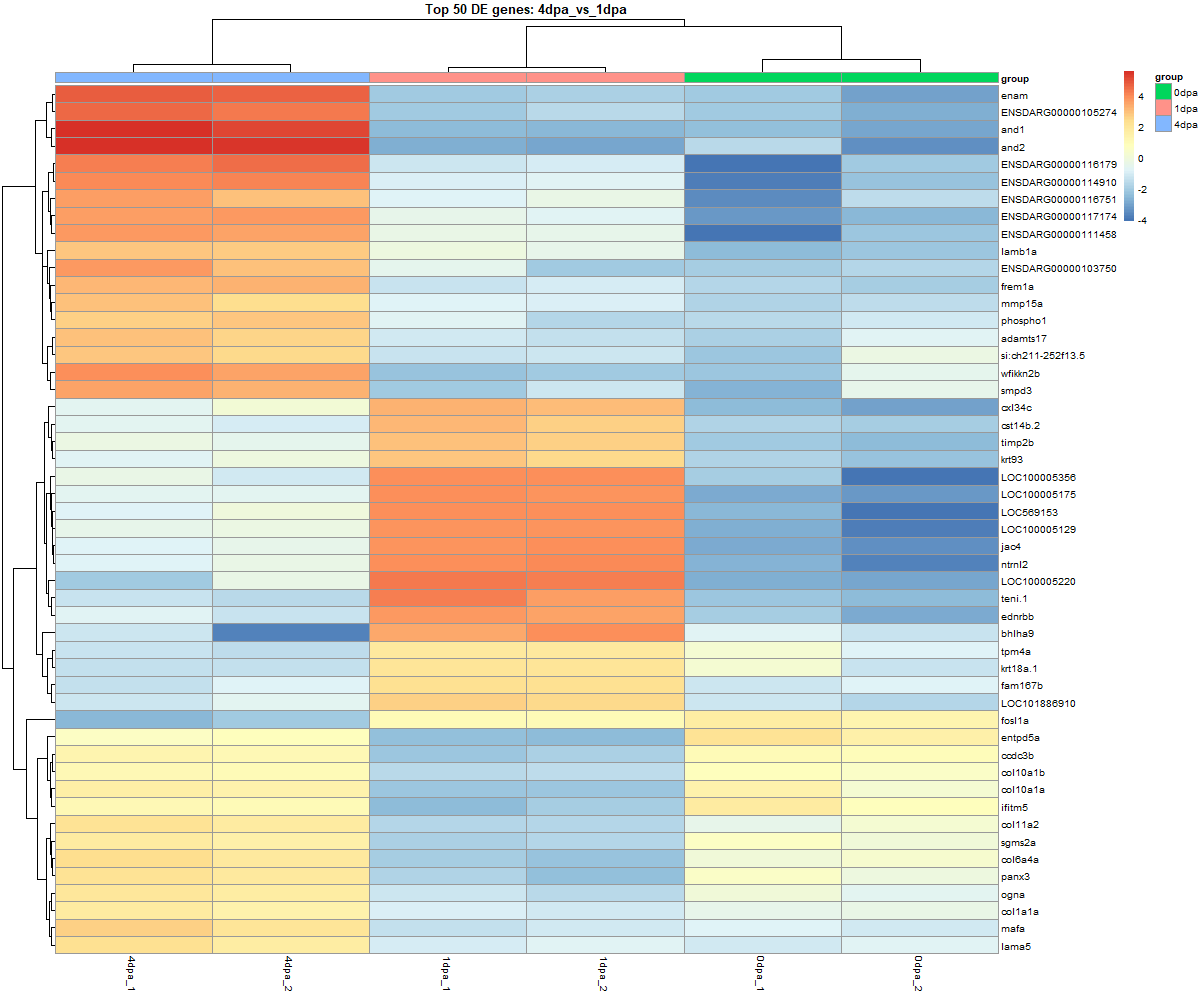 Top 50 DE genes: 4dpa_vs_1dpa
group
enam
ENSDARG00000105274
and1
and2
ENSDARG00000116179
ENSDARG00000114910
ENSDARG00000116751
ENSDARG00000117174
ENSDARG00000111458
lamb1a
ENSDARG00000103750
frem1a
mmp15a
phospho1
adamts17
si:ch211-252f13.5
wfikkn2b
smpd3
cxl34c
cst14b.2
timp2b
krt93
LOC100005356
LOC100005175
LOC569153
LOC100005129
jac4
ntrnl2
LOC100005220
teni.1
ednrbb
bhlha9
tpm4a
krt18a.1
fam167b
LOC101886910
fosl1a
entpd5a
ccdc3b
col10a1b
col10a1a
ifitm5
col11a2
sgms2a
col6a4a
panx3
ogna
col1a1a
mafa
lama5
4
2
0
-2
-4
group
0dpa
1dpa
4dpa
4dpa_1
4dpa_2
1dpa_1
1dpa_2
0dpa_1
0dpa_2